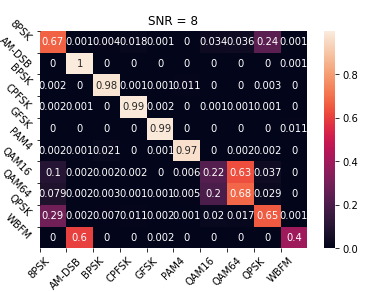 SNR = 8
8PSK 0.67 0.001 0.004 0.018 0.001 0 0.034 0.036 0.24 0.001
AM-DSB 0 1 0 0 0 0 0 0 0 0.001
BPSK 0.002 0 0.98 0.001 0.001 0.011 0 0 0.003 0
CPFSK 0.002 0.001 0 0.99 0.002 0 0.001 0.001 0.001 0
GFSK 0 0 0 0 0.99 0 0 0 0 0.011
PAM4 0.002 0.001 0.021 0 0.001 0.97 0 0.002 0.002 0
QAM16 0.1 0 0.002 0.002 0 0.006 0.22 0.63 0.037 0
QAM64 0.079 0.002 0.003 0.001 0.001 0.005 0.2 0.68 0.029 0
QPSK 0.29 0 0.007 0.011 0.002 0.001 0.02 0.017 0.65 0.001
WBFM 0 0.6 0 0 0.002 0 0 0 0 0.4
8PSK AM-DSB BPSK CPFSK GFSK PAM4 QAM16 QAM64 QPSK WBFM
0.8
0.6
0.4
0.2
0.0